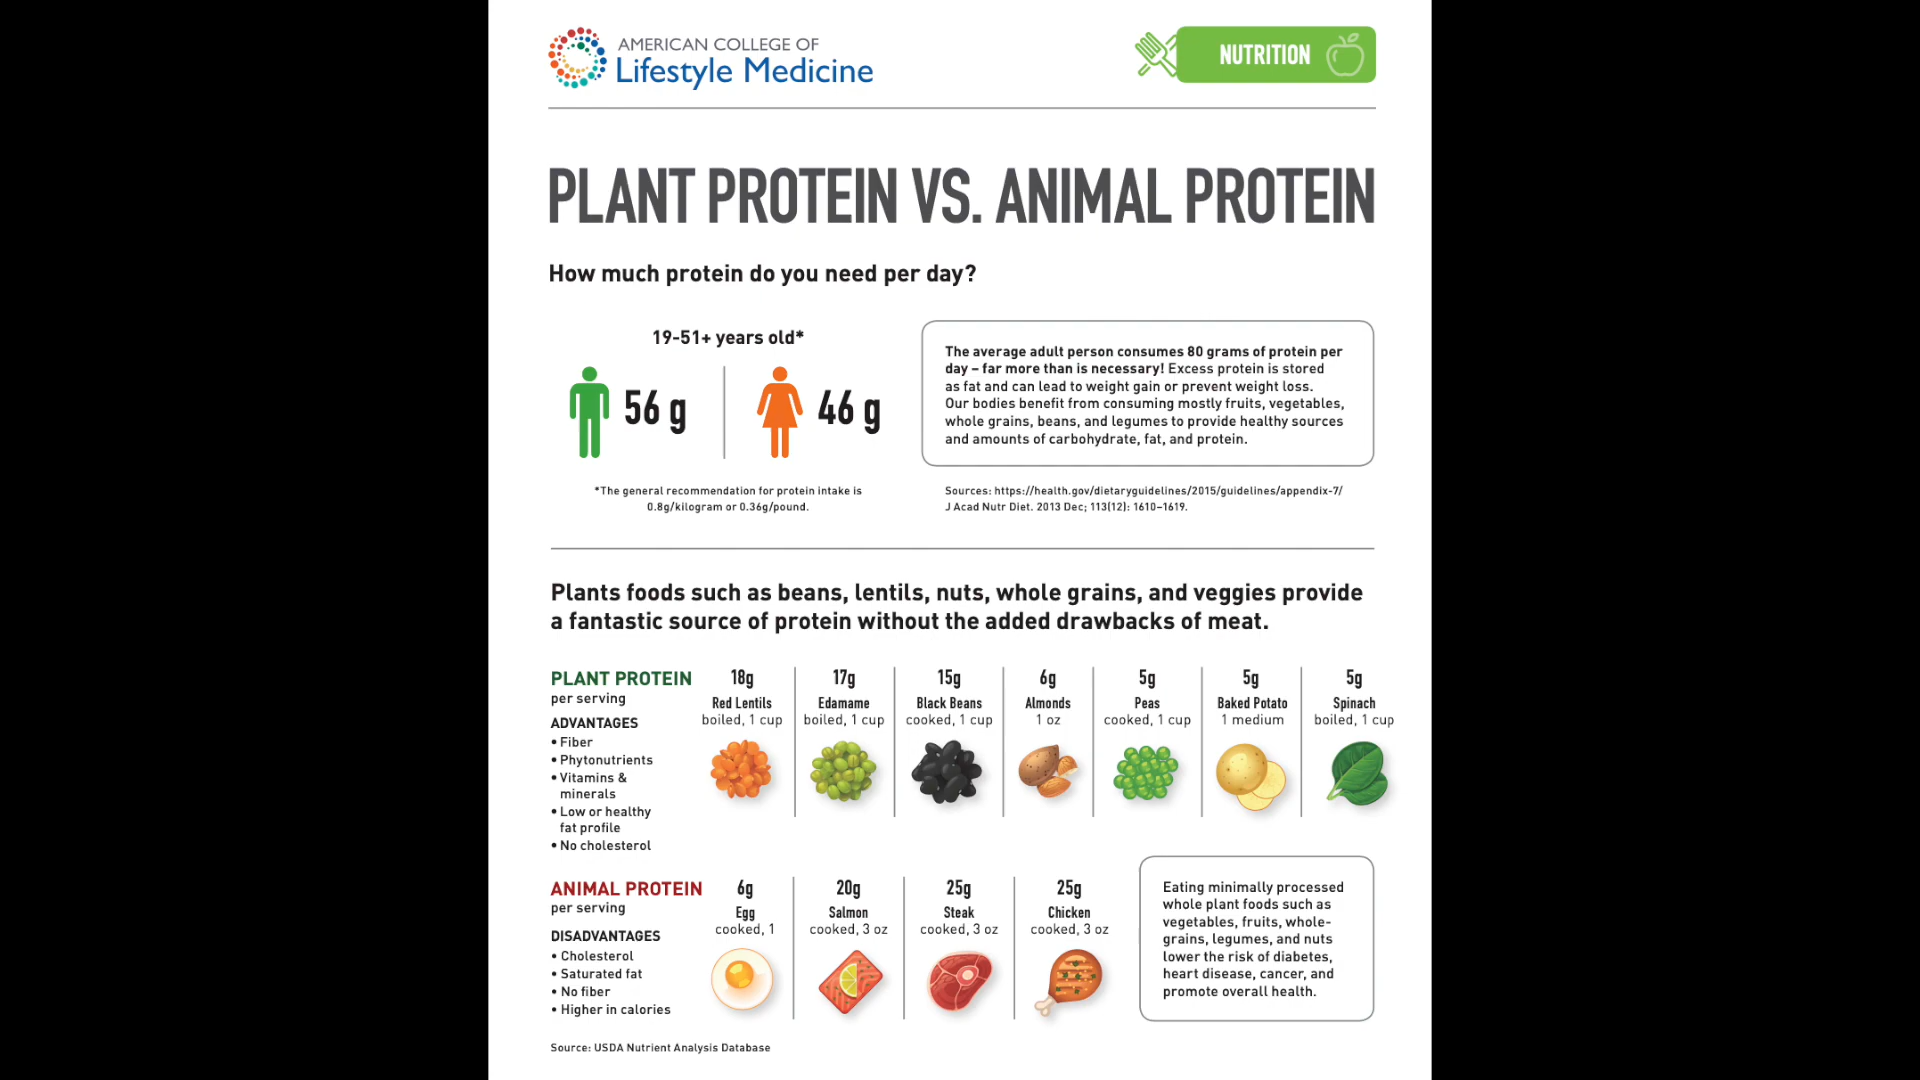 AMERICAN COLLEGE OF
Lifestyle Medicine
NUTRITION
PLANT PROTEIN VS. ANIMAL PROTEIN
How much protein do you need per day?
19-51+ years old*
56 g
46 g
*The general recommendation for protein intake is
0.8g/kilogram or 0.36g/pound.
The average adult person consumes 80 grams of protein per
day – far more than is necessary! Excess protein is stored
as fat and can lead to weight gain or prevent weight loss.
Our bodies benefit from consuming mostly fruits, vegetables,
whole grains, beans, and legumes to provide healthy sources
and amounts of carbohydrate, fat, and protein.
Sources: https://health.gov/dietaryguidelines/2015/guidelines/appendix-7/
J Acad Nutr Diet. 2013 Dec; 113(12): 1610–1619.
Plants foods such as beans, lentils, nuts, whole grains, and veggies provide
a fantastic source of protein without the added drawbacks of meat.
PLANT PROTEIN
per serving
ADVANTAGES
• Fiber
• Phytonutrients
• Vitamins &
minerals
• Low or healthy
fat profile
• No cholesterol
18g
Red Lentils
boiled, 1 cup
17g
Edamame
boiled, 1 cup
15g
Black Beans
cooked, 1 cup
6g
Almonds
1 oz
5g
Peas
cooked, 1 cup
5g
Baked Potato
1 medium
5g
Spinach
boiled, 1 cup
ANIMAL PROTEIN
per serving
DISADVANTAGES
• Cholesterol
• Saturated fat
• No fiber
• Higher in calories
6g
Egg
cooked, 1
20g
Salmon
cooked, 3 oz
25g
Steak
cooked, 3 oz
25g
Chicken
cooked, 3 oz
Eating minimally processed
whole plant foods such as
vegetables, fruits, whole-
grains, legumes, and nuts
lower the risk of diabetes,
heart disease, cancer, and
promote overall health.
Source: USDA Nutrient Analysis Database